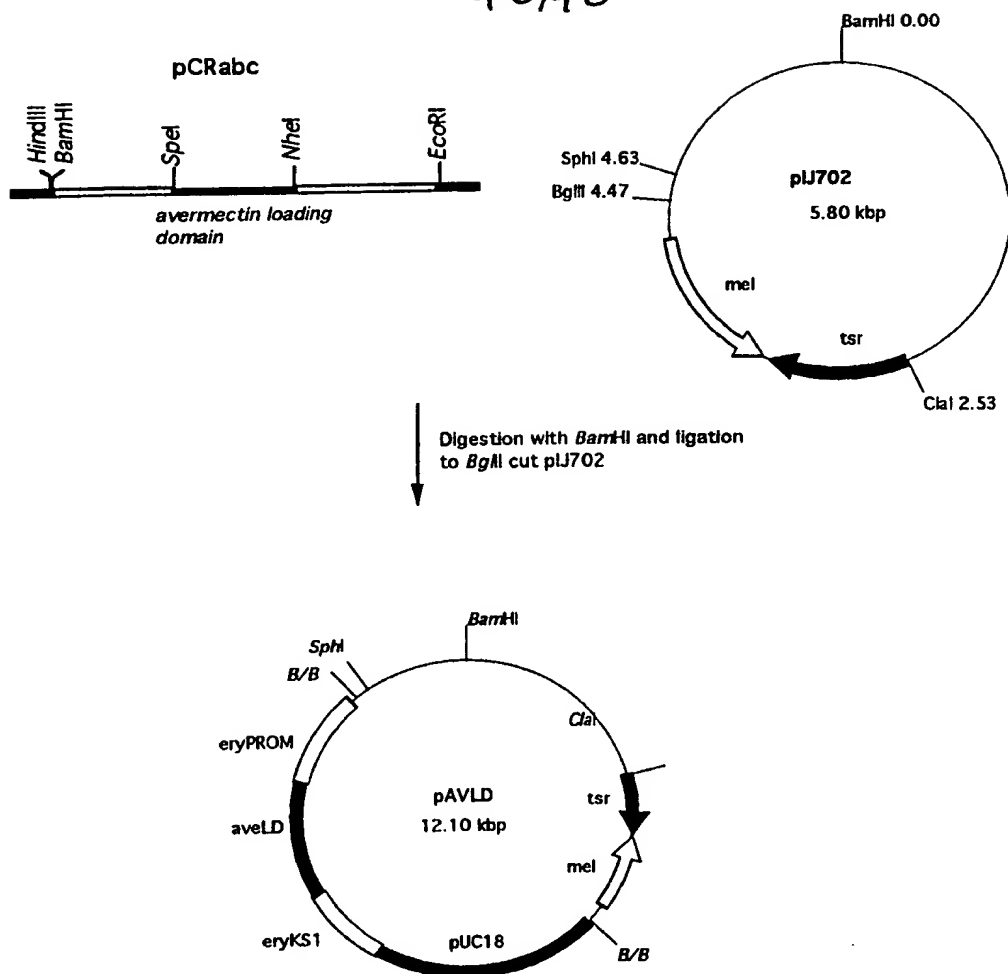 BamHI 0.00
pCRabc
HindIII
BamHI
SpeI
NheI
EcoRI
avermectin loading
domain
SphI 4.63
BglII 4.47
pIJ702
5.80 kbp
mel
tsr
ClaI 2.53
Digestion with BamHI and ligation
to BglII cut pIJ702
BamHI
SphI
B/B
ClaI
eryPROM
pAVLD
12.10 kbp
tsr
aveLD
mel
eryKS1
pUC18
B/B